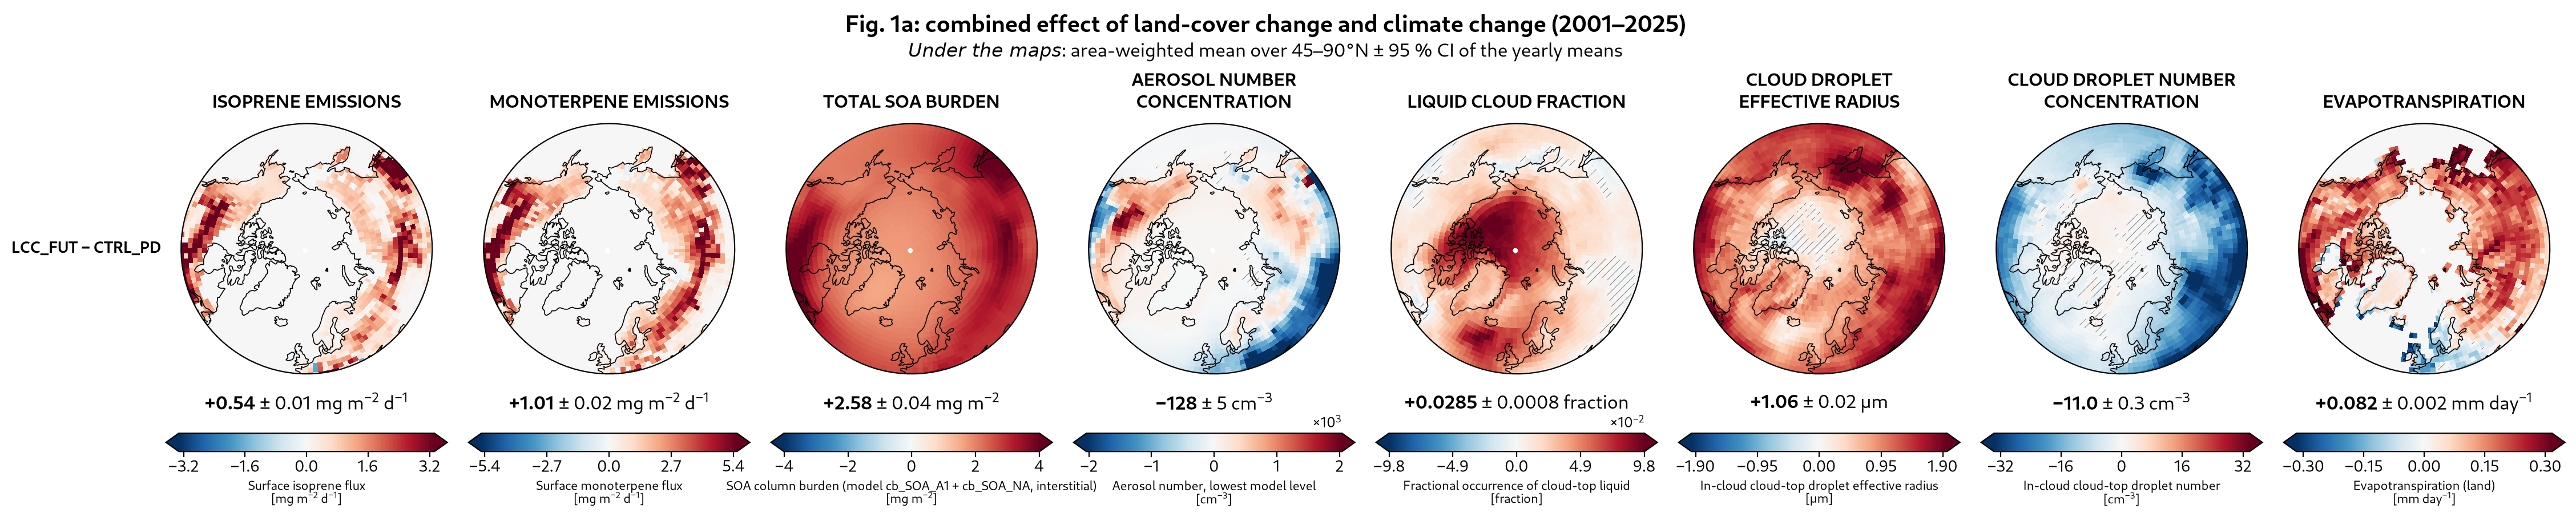 Fig. 1a: combined effect of land-cover change and climate change (2001–2025)
Under the maps: area-weighted mean over 45–90°N ± 95 % CI of the yearly means
ISOPRENE EMISSIONS
MONOTERPENE EMISSIONS
TOTAL SOA BURDEN
AEROSOL NUMBER
CONCENTRATION
LIQUID CLOUD FRACTION
CLOUD DROPLET
EFFECTIVE RADIUS
CLOUD DROPLET NUMBER
CONCENTRATION
EVAPOTRANSPIRATION
LCC_FUT − CTRL_PD
+0.54 ± 0.01 mg m⁻² d⁻¹
+1.01 ± 0.02 mg m⁻² d⁻¹
+2.58 ± 0.04 mg m⁻²
−128 ± 5 cm⁻³
+0.0285 ± 0.0008 fraction
+1.06 ± 0.02 µm
−11.0 ± 0.3 cm⁻³
+0.082 ± 0.002 mm day⁻¹
×10³
×10⁻²
−3.2 −1.6 0.0 1.6 3.2
−5.4 −2.7 0.0 2.7 5.4
−4 −2 0 2 4
−2 −1 0 1 2
−9.8 −4.9 0.0 4.9 9.8
−1.90 −0.95 0.00 0.95 1.90
−32 −16 0 16 32
−0.30 −0.15 0.00 0.15 0.30
Surface isoprene flux
[mg m⁻² d⁻¹]
Surface monoterpene flux
[mg m⁻² d⁻¹]
SOA column burden (model cb_SOA_A1 + cb_SOA_NA, interstitial)
[mg m⁻²]
Aerosol number, lowest model level
[cm⁻³]
Fractional occurrence of cloud-top liquid
[fraction]
In-cloud cloud-top droplet effective radius
[µm]
In-cloud cloud-top droplet number
[cm⁻³]
Evapotranspiration (land)
[mm day⁻¹]